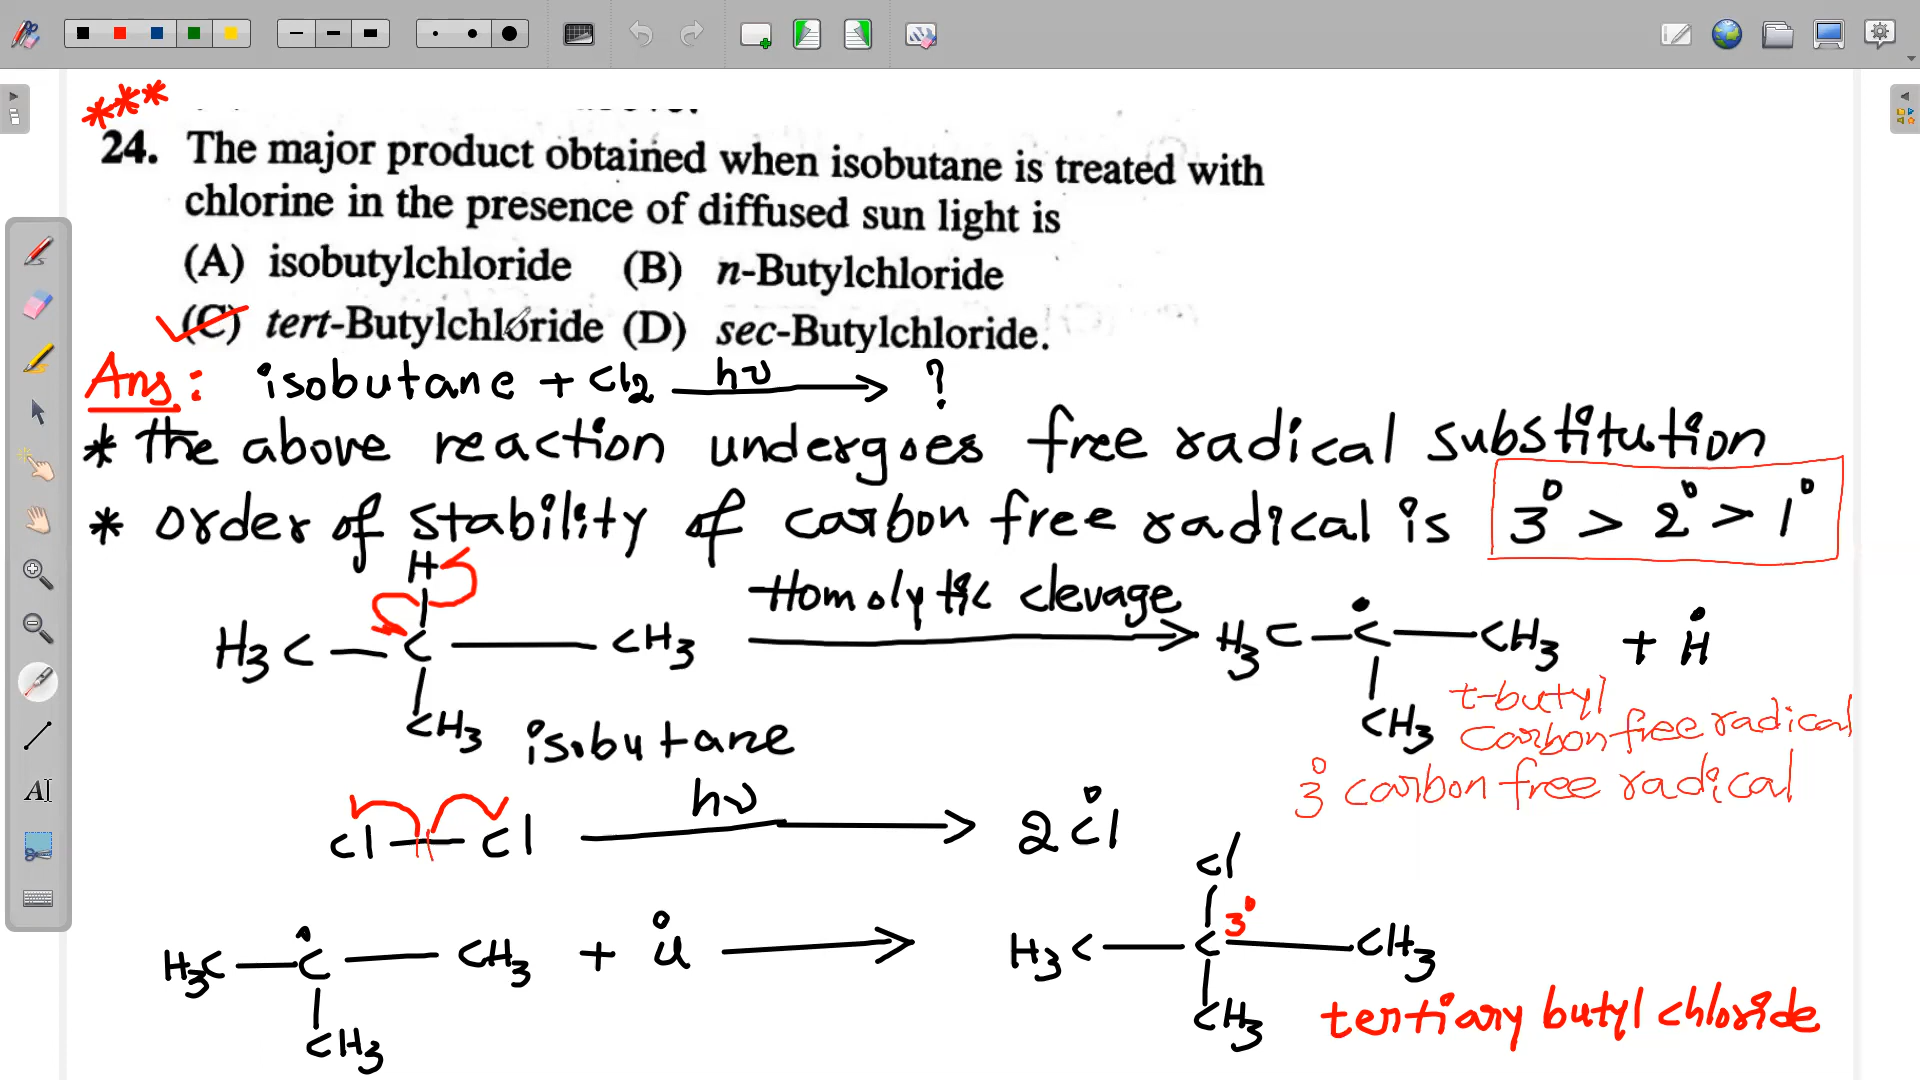 24. The major product obtained when isobutane is treated with
chlorine in the presence of diffused sun light is
(A) isobutylchloride (B) n-Butylchloride
(C) tert-Butylchloride (D) sec-Butylchloride.
Ans: isobutane + Cl2 hυ ?
* the above reaction undergoes free radical substitution
* order of stability of carbon free radical is 3° > 2° > 1°
H
Homolytic clevage
H3C — C — CH3 → H3C — Ċ — CH3 + Ḣ
CH3 isobutane
CH3 t-butyl
carbon free radical
3° carbon free radical
Cl — Cl hυ → 2 Cl̊
Cl
3°
H3C — Ċ — CH3 + Cl̊ → H3C — C — CH3
CH3
CH3 tertiary butyl chloride